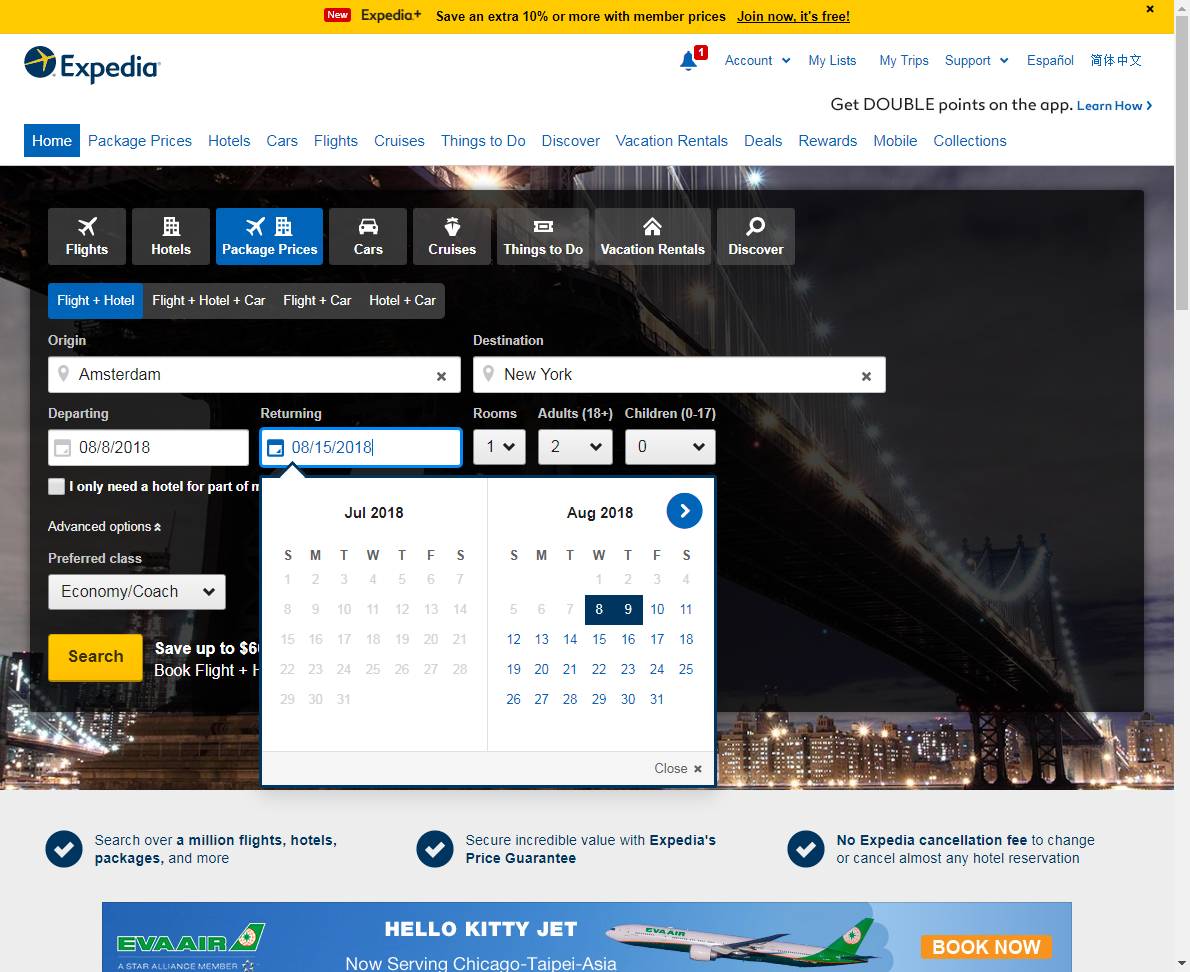 New Expedia+ Save an extra 10% or more with member prices Join now, it's free!
Expedia
1 Account My Lists My Trips Support Español 简体中文
Get DOUBLE points on the app. Learn How
Home Package Prices Hotels Cars Flights Cruises Things to Do Discover Vacation Rentals Deals Rewards Mobile Collections
Flights Hotels Package Prices Cars Cruises Things to Do Vacation Rentals Discover
Flight + Hotel Flight + Hotel + Car Flight + Car Hotel + Car
Origin Destination
Amsterdam New York
Departing Returning Rooms Adults (18+) Children (0-17)
08/8/2018 08/15/2018 1 2 0
I only need a hotel for part of
Advanced options
Preferred class
Economy/Coach
Search
Save up to
Book Flight +
Jul 2018
S M T W T F S
1 2 3 4 5 6 7
8 9 10 11 12 13 14
15 16 17 18 19 20 21
22 23 24 25 26 27 28
29 30 31
Aug 2018
S M T W T F S
1 2 3 4
5 6 7 8 9 10 11
12 13 14 15 16 17 18
19 20 21 22 23 24 25
26 27 28 29 30 31
Close
Search over a million flights, hotels,
packages, and more
Secure incredible value with Expedia's
Price Guarantee
No Expedia cancellation fee to change
or cancel almost any hotel reservation
EVA AIR
A STAR ALLIANCE MEMBER
HELLO KITTY JET
Now Serving Chicago-Taipei-Asia
EVA AIR
BOOK NOW